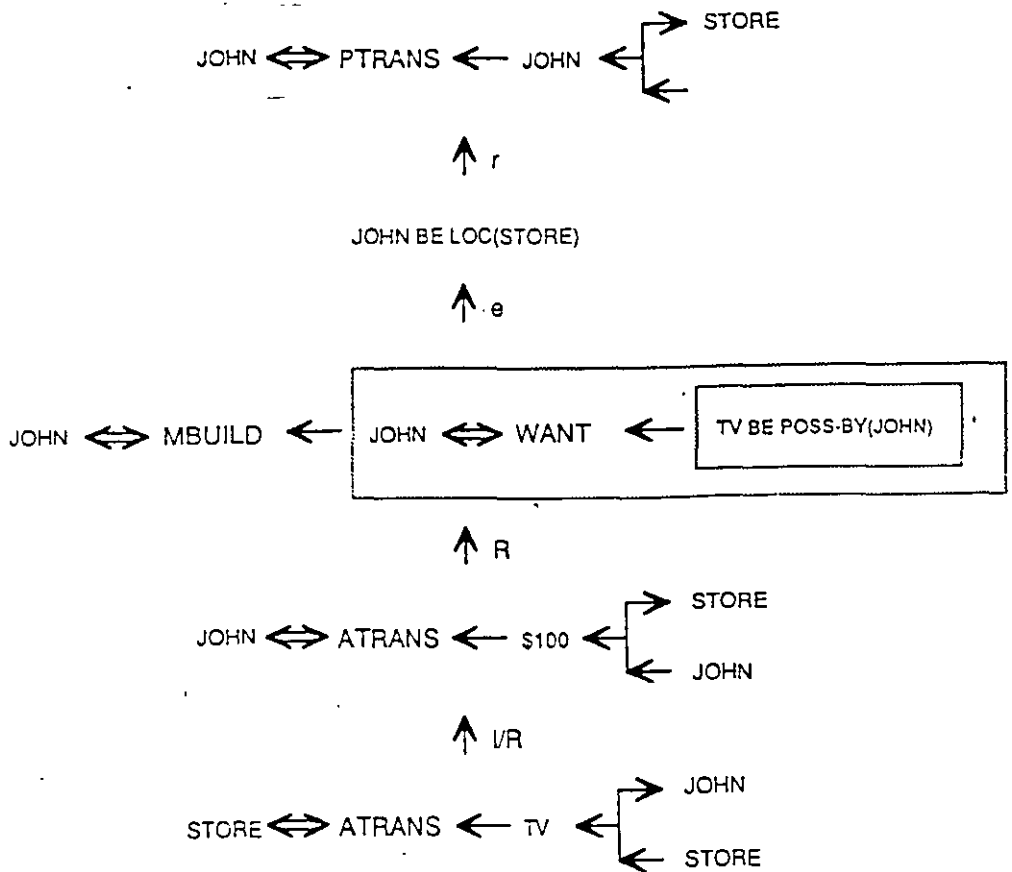 STORE
JOHN PTRANS JOHN
r
JOHN BE LOC(STORE)
e
JOHN MBUILD JOHN WANT TV BE POSS-BY(JOHN)
R
STORE
JOHN ATRANS $100
JOHN
I/R
JOHN
STORE ATRANS TV
STORE